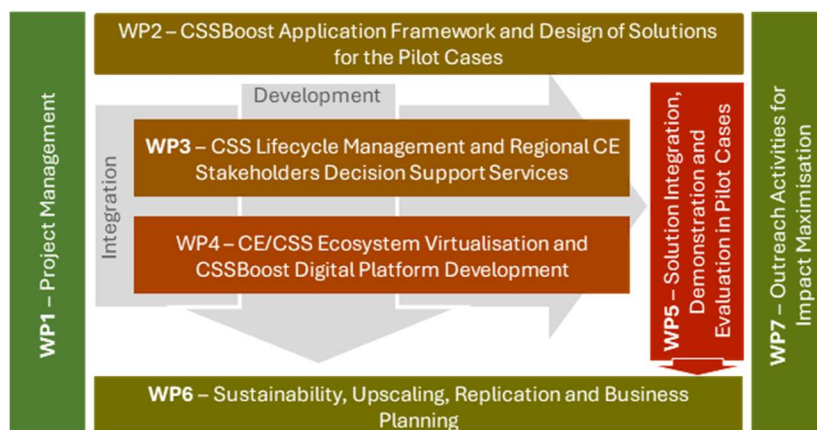 WP2 – CSSBoost Application Framework and Design of Solutions
for the Pilot Cases
WP1 – Project Management
Development
Integration
WP3 – CSS Lifecycle Management and Regional CE
Stakeholders Decision Support Services
WP4 – CE/CSS Ecosystem Virtualisation and
CSSBoost Digital Platform Development
WP5 – Solution Integration,
Demonstration and
Evaluation in Pilot Cases
WP7 – Outreach Activities for
Impact Maximisation
WP6 – Sustainability, Upscaling, Replication and Business
Planning